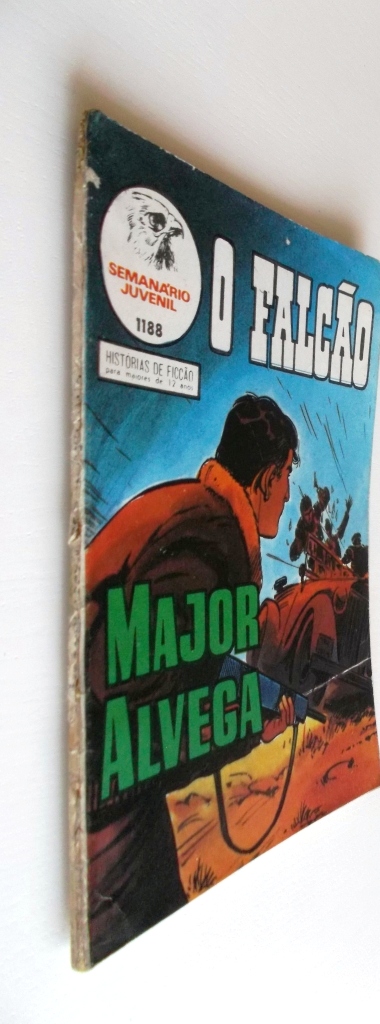 SEMANÁRIO
JUVENIL
1188
HISTÓRIAS DE FICÇÃO
para maiores de 12 anos
O FALCÃO
MAJOR
ALVEGA